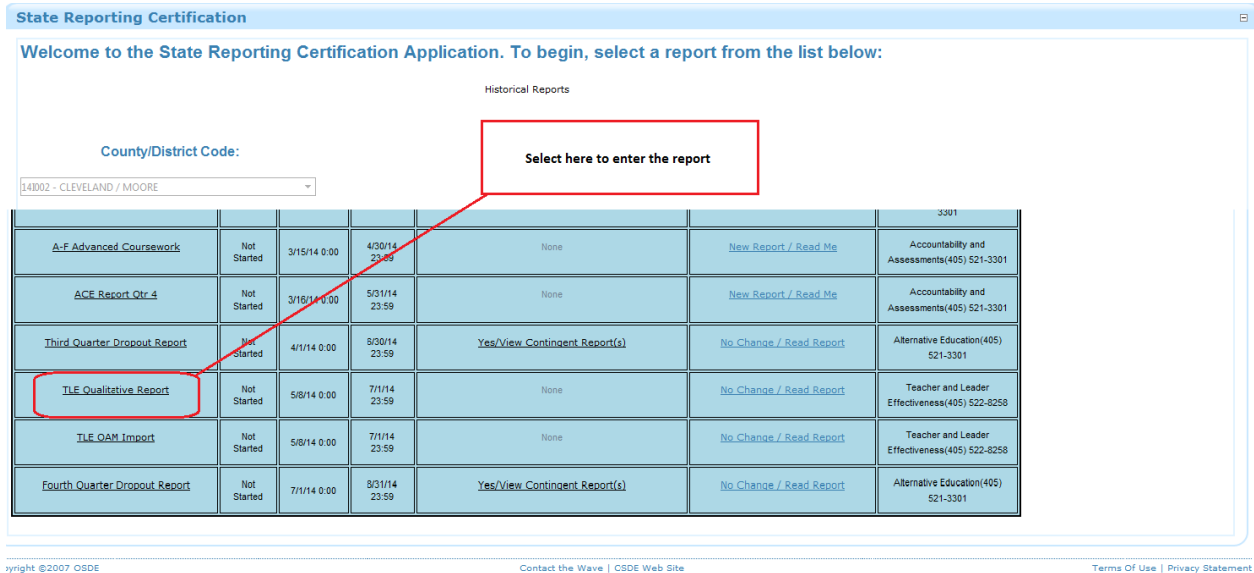 State Reporting Certification
Welcome to the State Reporting Certification Application. To begin, select a report from the list below:
Historical Reports
County/District Code:
Select here to enter the report
14I002 - CLEVELAND / MOORE
3301
A-F Advanced Coursework
Not Started
3/15/14 0:00
4/30/14 23:59
None
New Report / Read Me
Accountability and Assessments(405) 521-3301
ACE Report Qtr 4
Not Started
3/16/14 0:00
5/31/14 23:59
None
New Report / Read Me
Accountability and Assessments(405) 521-3301
Third Quarter Dropout Report
Not Started
4/1/14 0:00
8/30/14 23:59
Yes/View Contingent Report(s)
No Change / Read Report
Alternative Education(405) 521-3301
TLE Qualitative Report
Not Started
5/8/14 0:00
7/1/14 23:59
None
No Change / Read Report
Teacher and Leader Effectiveness(405) 522-8258
TLE OAM Import
Not Started
5/8/14 0:00
7/1/14 23:59
None
No Change / Read Report
Teacher and Leader Effectiveness(405) 522-8258
Fourth Quarter Dropout Report
Not Started
7/1/14 0:00
8/31/14 23:59
Yes/View Contingent Report(s)
No Change / Read Report
Alternative Education(405) 521-3301
pyright ©2007 OSDE
Contact the Wave | CSDE Web Site
Terms Of Use | Privacy Statement